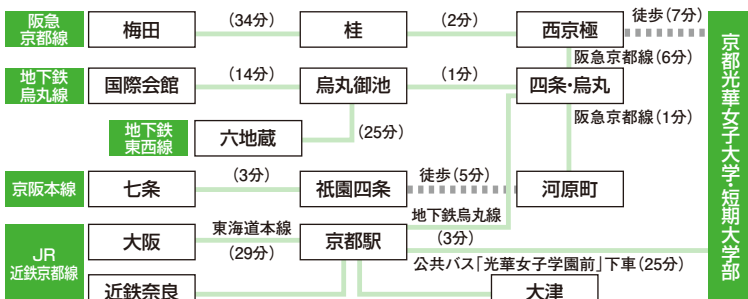 阪急
京都線
梅田
(34分)
桂
(2分)
西京極
徒歩(7分)
阪急京都線(6分)
地下鉄
烏丸線
国際会館
(14分)
烏丸御池
(1分)
四条・烏丸
阪急京都線(1分)
地下鉄
東西線
六地蔵
(25分)
京阪本線
七条
(3分)
祇園四条
徒歩(5分)
河原町
地下鉄烏丸線
(3分)
JR
近鉄京都線
大阪
東海道本線
(29分)
京都駅
公共バス「光華女子学園前」下車(25分)
近鉄奈良
大津
京都光華女子大学・短期大学部